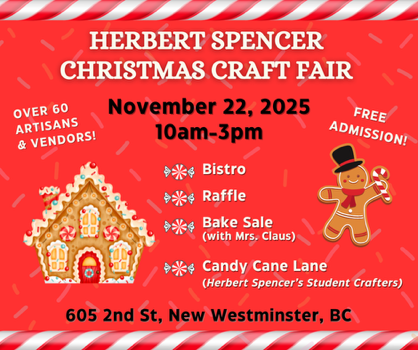 HERBERT SPENCER
CHRISTMAS CRAFT FAIR
OVER 60
ARTISANS
& VENDORS!
November 22, 2025
10am-3pm
FREE
ADMISSION!
Bistro
Raffle
Bake Sale
(with Mrs. Claus)
Candy Cane Lane
(Herbert Spencer's Student Crafters)
605 2nd St, New Westminster, BC